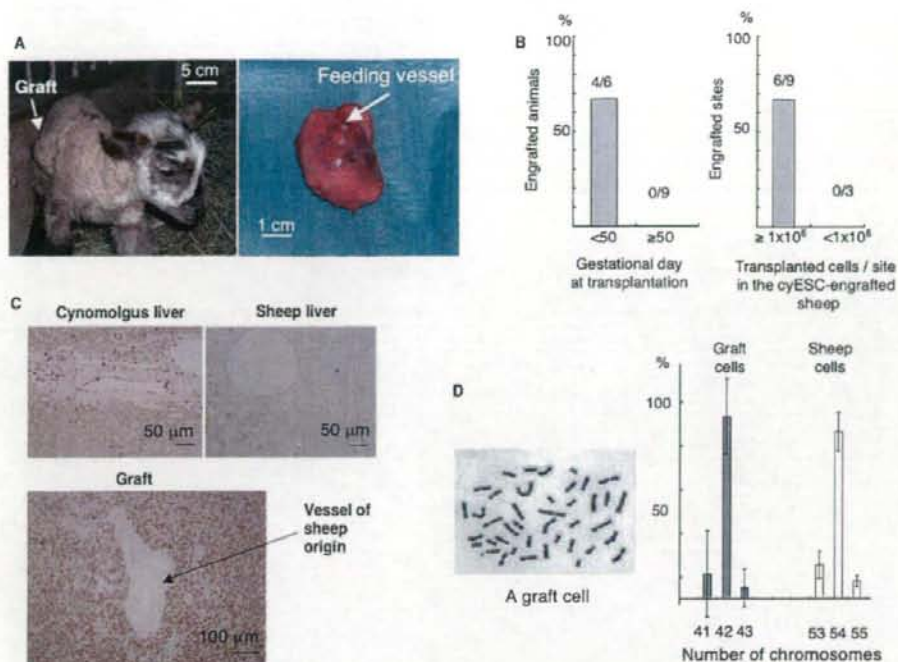 A
Graft
5 cm
Feeding vessel
1 cm
B
%
100
50
Engrafted animals
4/6
0/9
<50
≥50
Gestational day
at transplantation
%
100
50
Engrafted sites
6/9
0/3
≥ 1x10⁶
<1x10⁶
Transplanted cells / site
in the cyESC-engrafted
sheep
C
Cynomolgus liver
Sheep liver
50 µm
50 µm
Graft
Vessel of
sheep
origin
100 µm
D
A graft cell
%
100
50
Graft
cells
Sheep
cells
41 42 43
53 54 55
Number of chromosomes